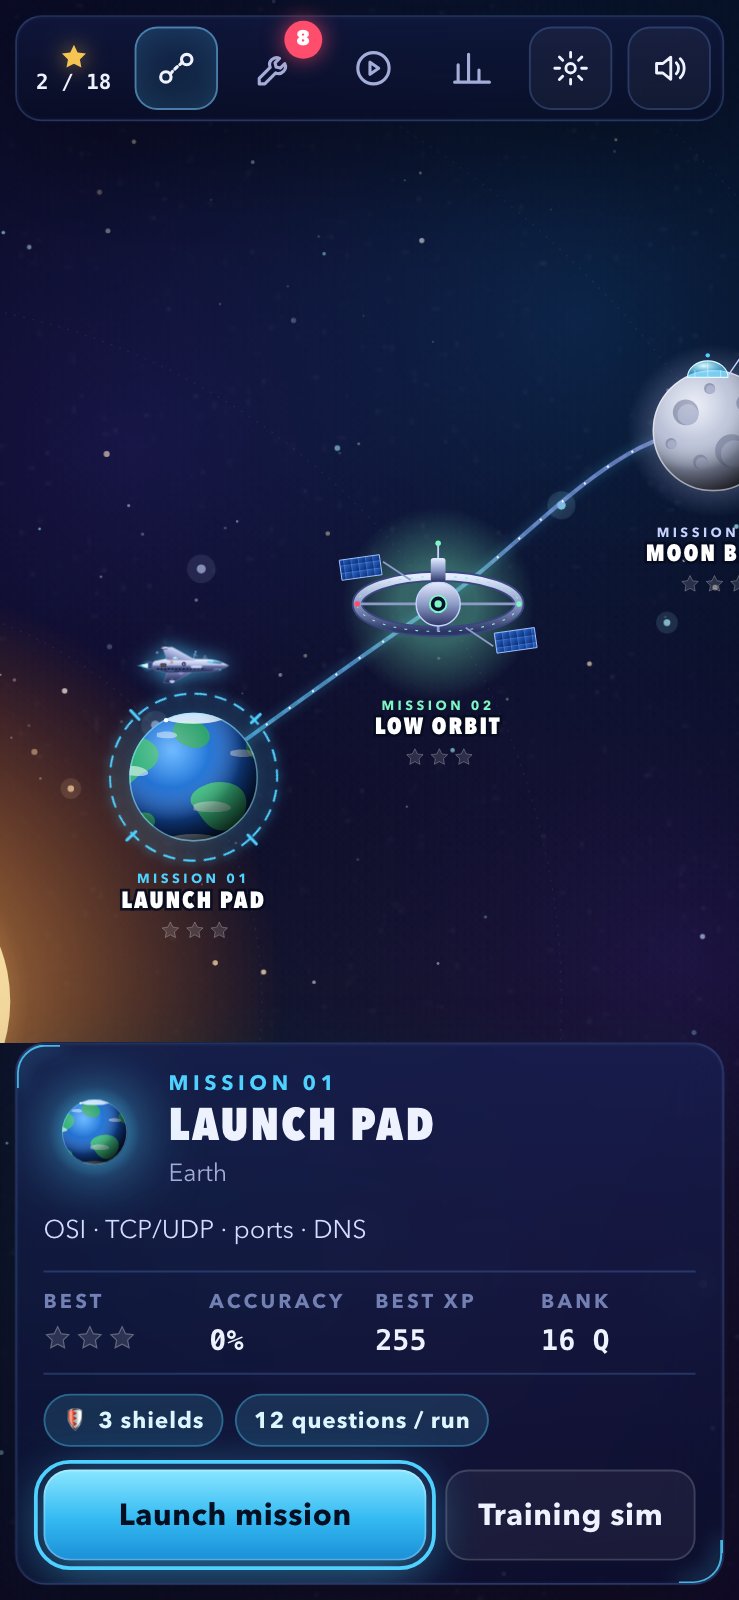 8
2 / 18
MISSION
MOON B
MISSION 02
LOW ORBIT
MISSION 01
LAUNCH PAD
MISSION 01
LAUNCH PAD
Earth
OSI · TCP/UDP · ports · DNS
BEST ACCURACY BEST XP BANK
0% 255 16 Q
3 shields 12 questions / run
Launch mission Training sim